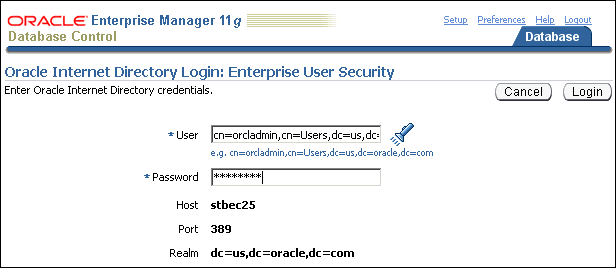 ORACLE Enterprise Manager 11g
Database Control
Setup Preferences Help Logout
Database
Oracle Internet Directory Login: Enterprise User Security
Enter Oracle Internet Directory credentials.
Cancel Login
* User cn=orcladmin,cn=Users,dc=us,dc=
e.g. cn=orcladmin,cn=Users,dc=us,dc=oracle,dc=com
* Password ********
Host stbec25
Port 389
Realm dc=us,dc=oracle,dc=com